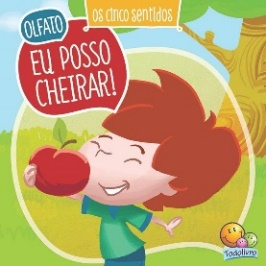 os cinco sentidos
OLFATO
EU POSSO
CHEIRAR!
Todolivro